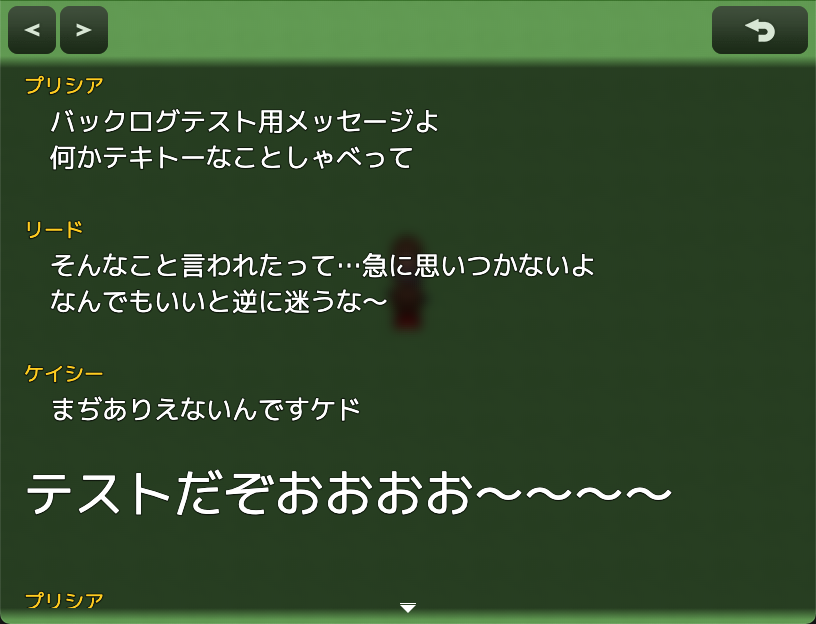 プリシア
バックログテスト用メッセージよ
何かテキトーなことしゃべって
リード
そんなこと言われたって…急に思いつかないよ
なんでもいいと逆に迷うな～
ケイシー
まぢありえないんですケド
テストだぞおおおお～～～～
プリシア